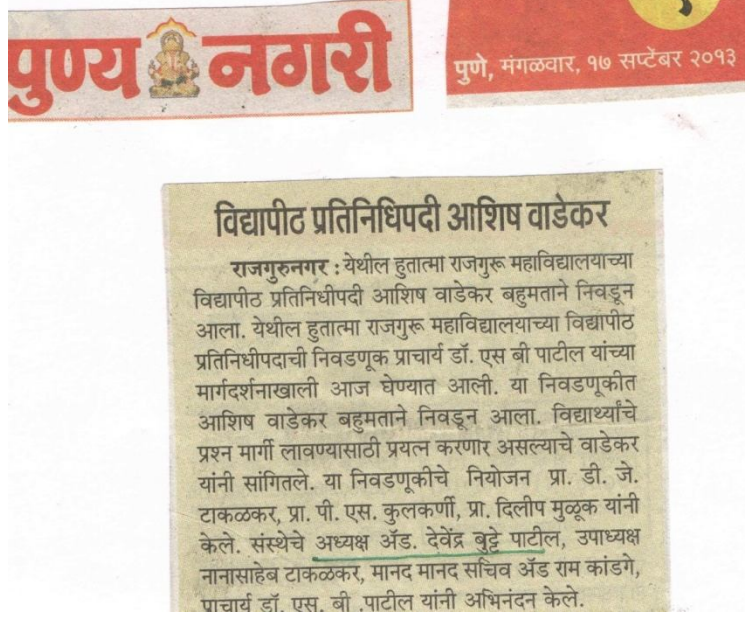 पुण्य नगरी
पुणे, मंगळवार, १७ सप्टेंबर २०१३
विद्यापीठ प्रतिनिधिपदी आशिष वाडेकर
राजगुरुनगर : येथील हुतात्मा राजगुरू महाविद्यालयाच्या
विद्यापीठ प्रतिनिधीपदी आशिष वाडेकर बहुमताने निवडून
आला. येथील हुतात्मा राजगुरू महाविद्यालयाच्या विद्यापीठ
प्रतिनिधीपदाची निवडणूक प्राचार्य डॉ. एस बी पाटील यांच्या
मार्गदर्शनाखाली आज घेण्यात आली. या निवडणूकीत
आशिष वाडेकर बहुमताने निवडून आला. विद्यार्थ्यांचे
प्रश्न मार्गी लावण्यासाठी प्रयत्न करणार असल्याचे वाडेकर
यांनी सांगितले. या निवडणूकीचे नियोजन प्रा. डी. जे.
टाकळकर, प्रा. पी. एस. कुलकर्णी, प्रा. दिलीप मुळूक यांनी
केले. संस्थेचे अध्यक्ष अ‍ॅड. देवेंद्र बुट्टे पाटील, उपाध्यक्ष
नानासाहेब टाकळकर, मानद मानद सचिव अ‍ॅड राम कांडगे,
प्राचार्य डॉ. एस. बी .पाटील यांनी अभिनंदन केले.